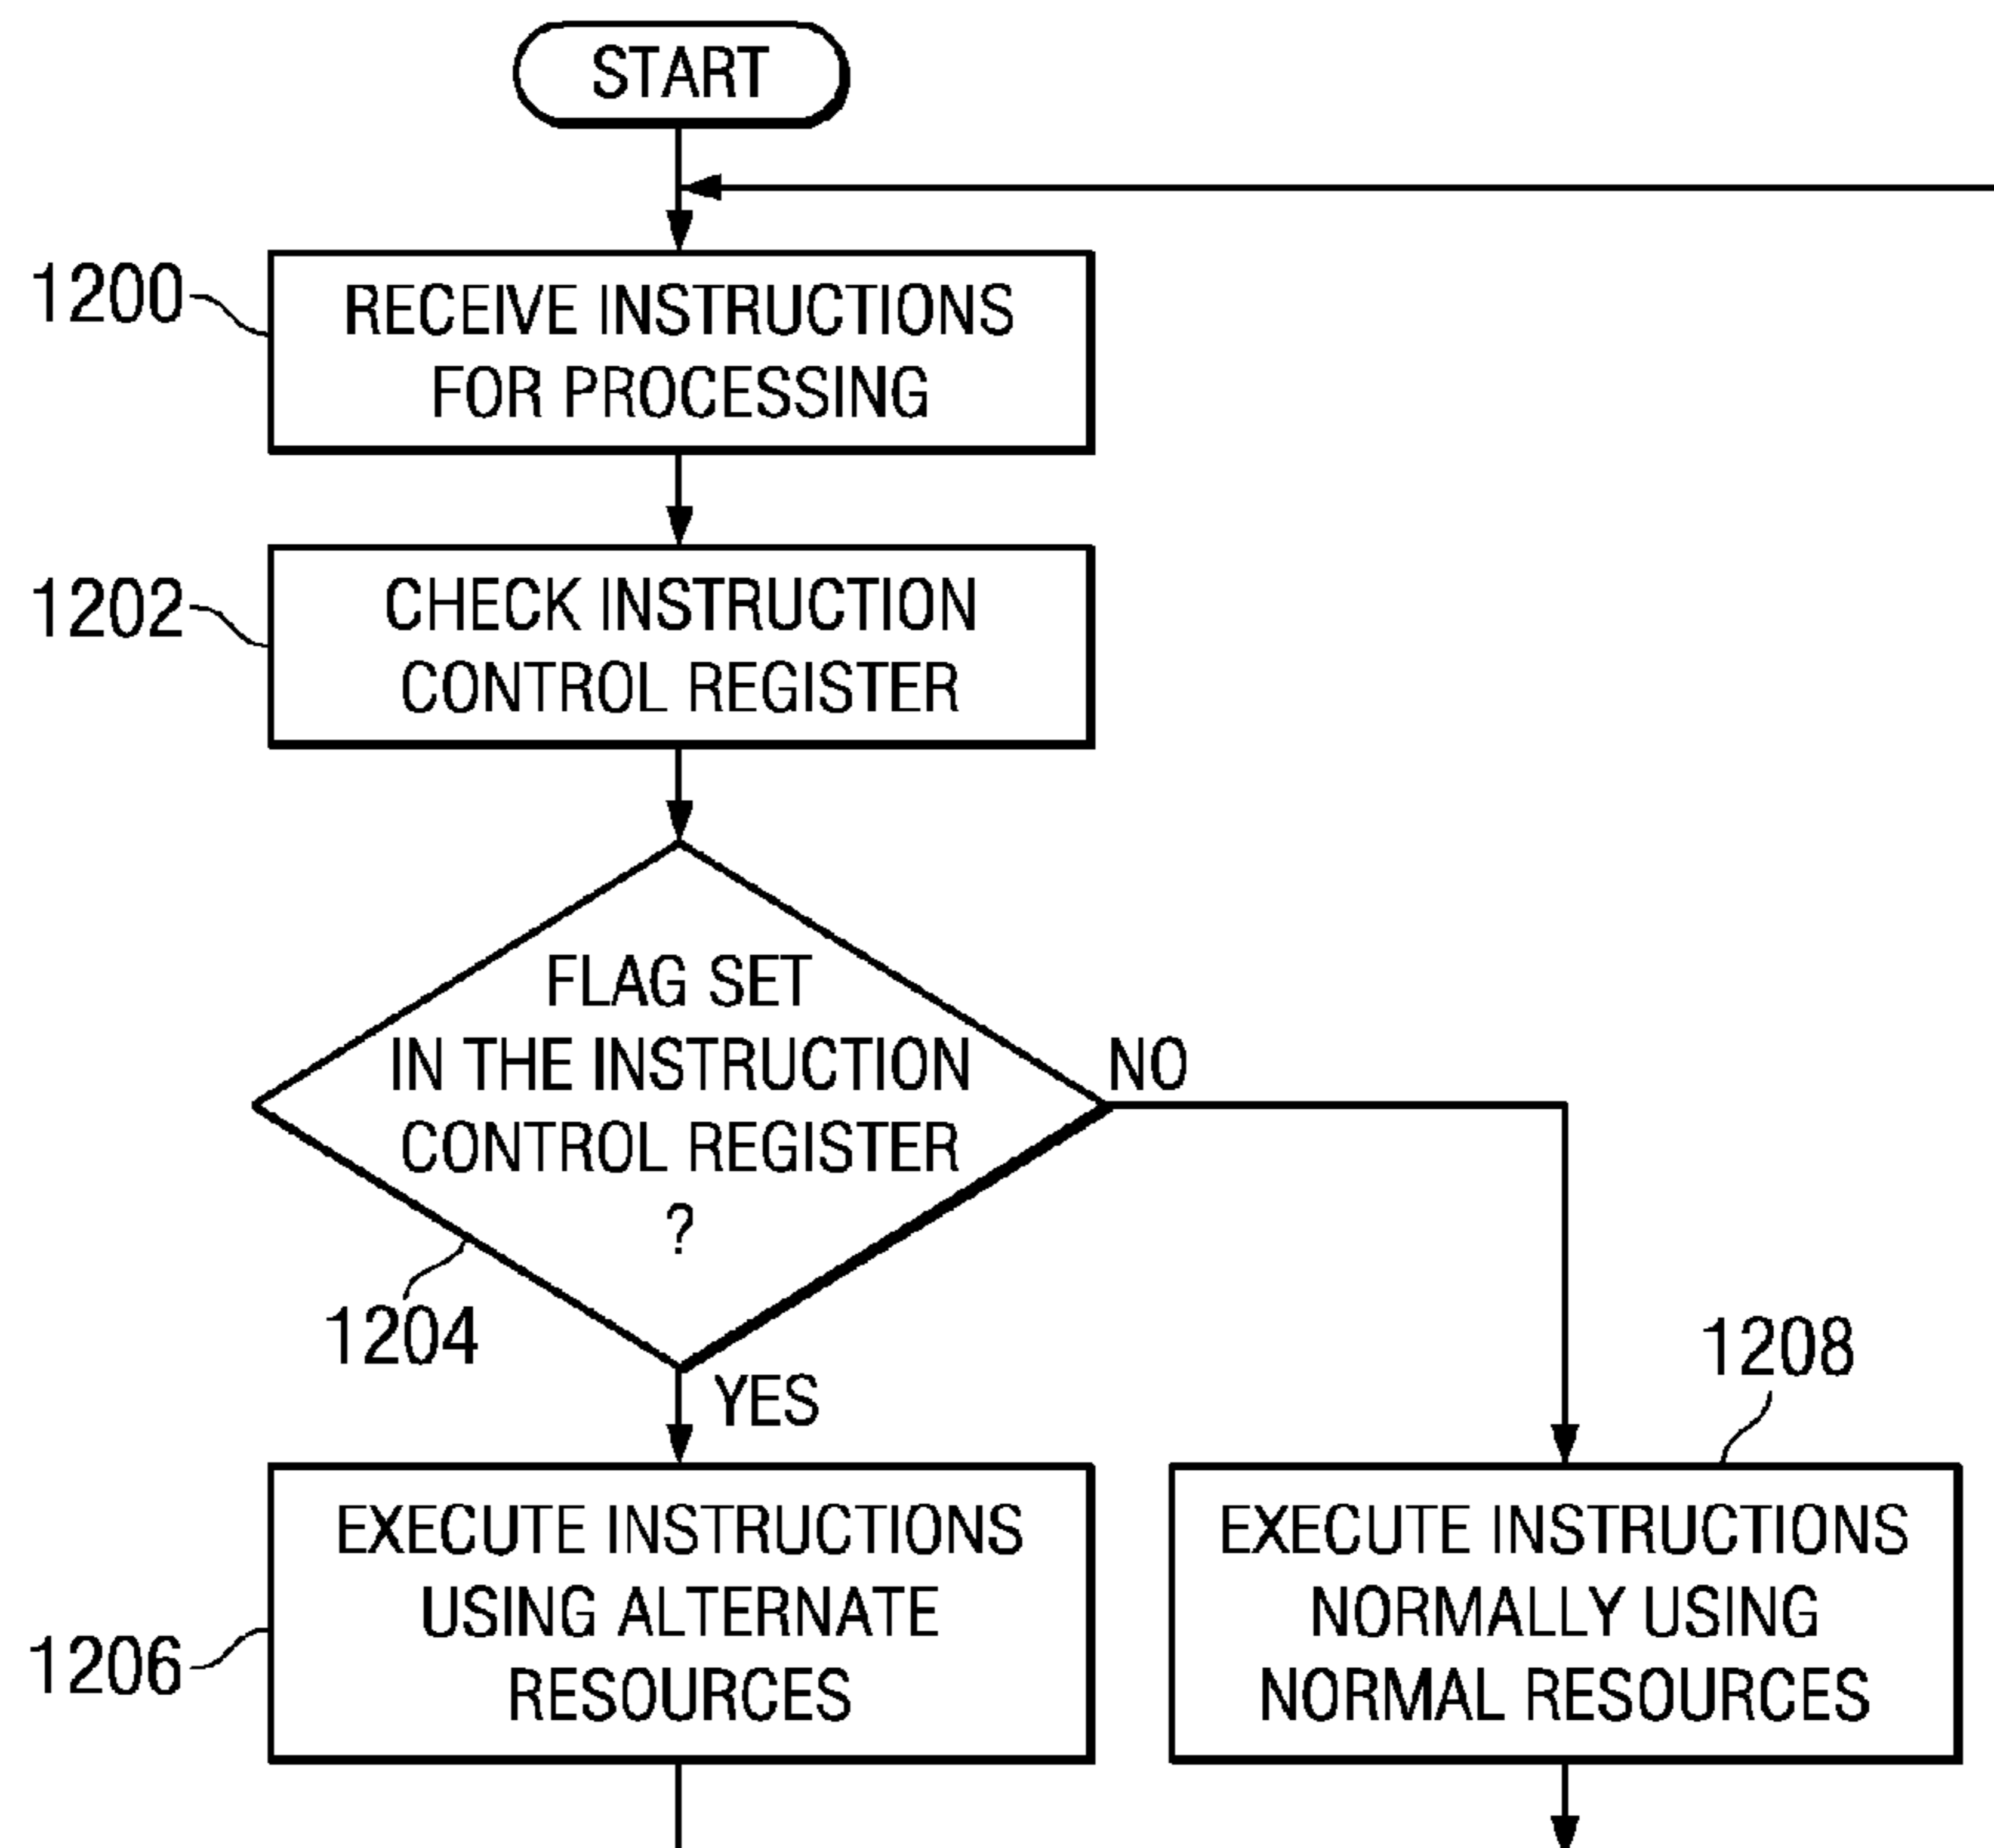 START
1200
RECEIVE INSTRUCTIONS
FOR PROCESSING
1202
CHECK INSTRUCTION
CONTROL REGISTER
FLAG SET
IN THE INSTRUCTION
CONTROL REGISTER
?
NO
1204
YES
1208
1206
EXECUTE INSTRUCTIONS
USING ALTERNATE
RESOURCES
EXECUTE INSTRUCTIONS
NORMALLY USING
NORMAL RESOURCES